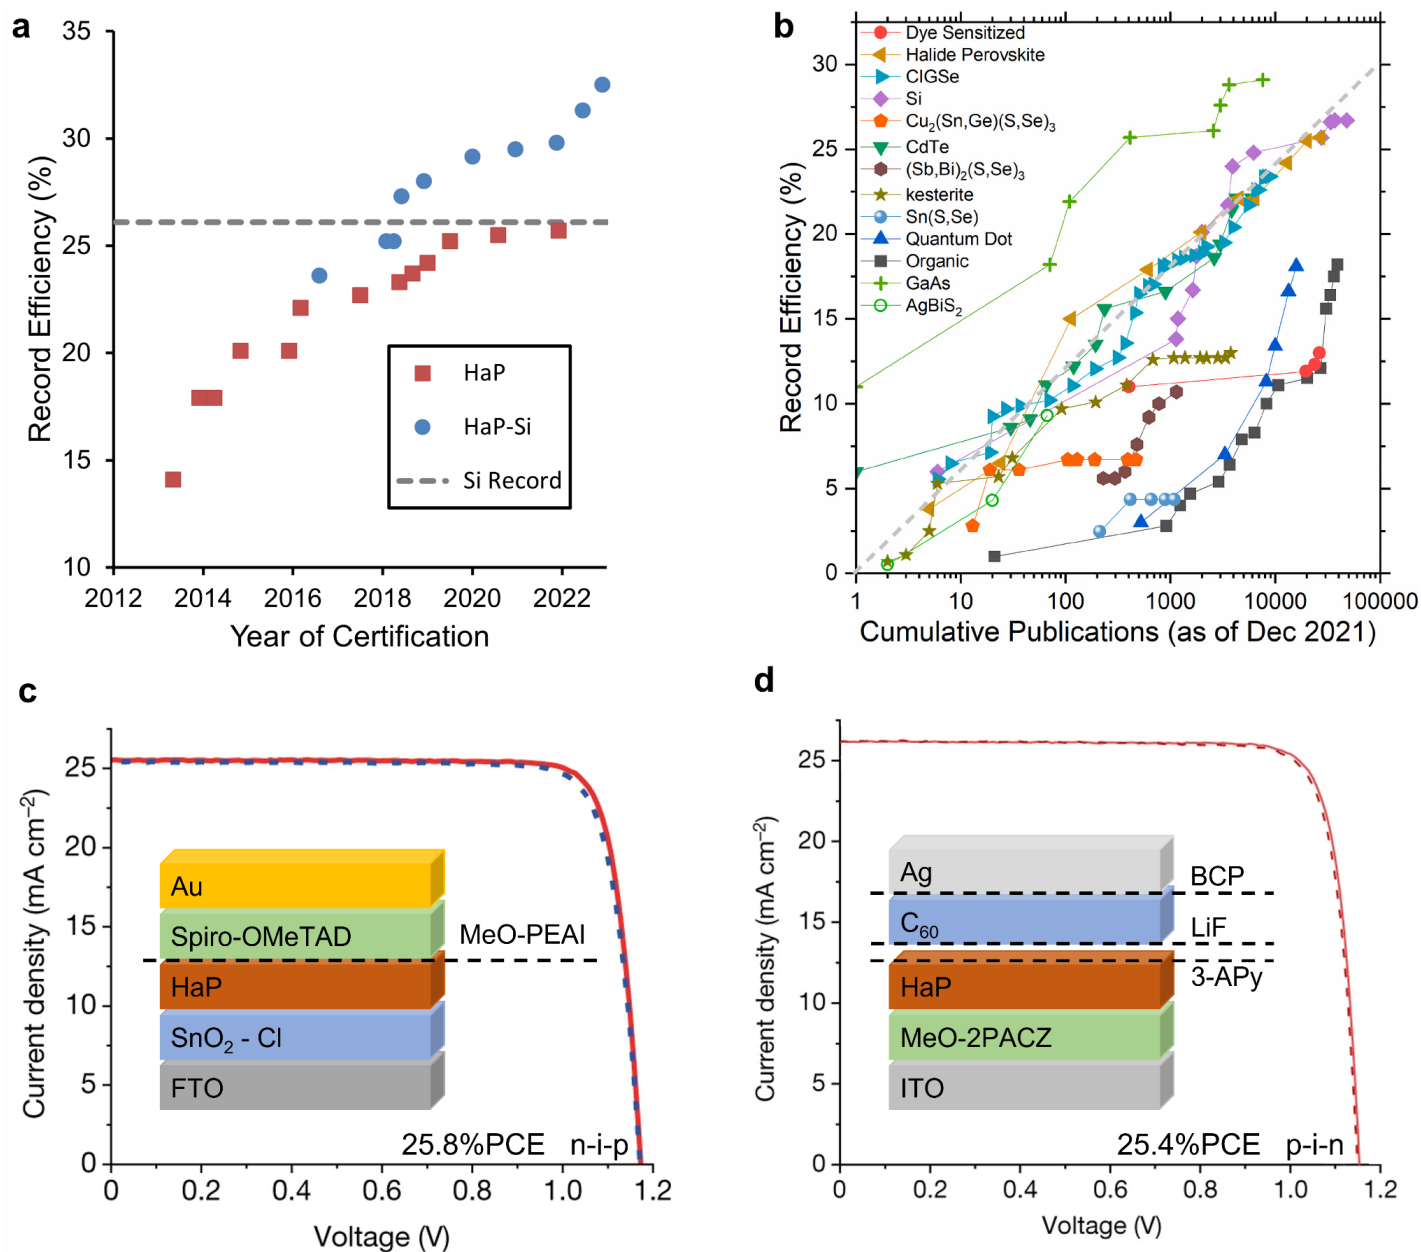 a
35
30
25
20
15
10
Record Efficiency (%)
HaP
HaP-Si
Si Record
2012 2014 2016 2018 2020 2022
Year of Certification
b
Dye Sensitized
Halide Perovskite
CIGSe
Si
Cu2(Sn,Ge)(S,Se)3
CdTe
(Sb,Bi)2(S,Se)3
kesterite
Sn(S,Se)
Quantum Dot
Organic
GaAs
AgBiS2
30
25
20
15
10
5
0
Record Efficiency (%)
1 10 100 1000 10000 100000
Cumulative Publications (as of Dec 2021)
c
25
20
15
10
5
0
Current density (mA cm−2)
Au
Spiro-OMeTAD
MeO-PEAI
HaP
SnO2 - Cl
FTO
25.8%PCE n-i-p
0 0.2 0.4 0.6 0.8 1.0 1.2
Voltage (V)
d
25
20
15
10
5
0
Current density (mA cm−2)
Ag
BCP
C60
LiF
3-APy
HaP
MeO-2PACZ
ITO
25.4%PCE p-i-n
0 0.2 0.4 0.6 0.8 1.0 1.2
Voltage (V)